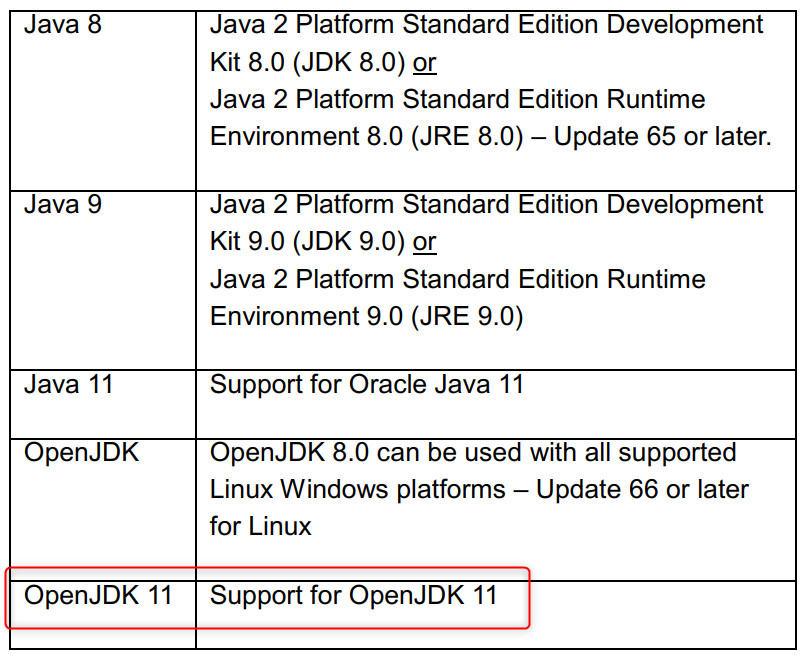 Java 8
Java 2 Platform Standard Edition Development
Kit 8.0 (JDK 8.0) or
Java 2 Platform Standard Edition Runtime
Environment 8.0 (JRE 8.0) – Update 65 or later.
Java 9
Java 2 Platform Standard Edition Development
Kit 9.0 (JDK 9.0) or
Java 2 Platform Standard Edition Runtime
Environment 9.0 (JRE 9.0)
Java 11
Support for Oracle Java 11
OpenJDK
OpenJDK 8.0 can be used with all supported
Linux Windows platforms – Update 66 or later
for Linux
OpenJDK 11
Support for OpenJDK 11